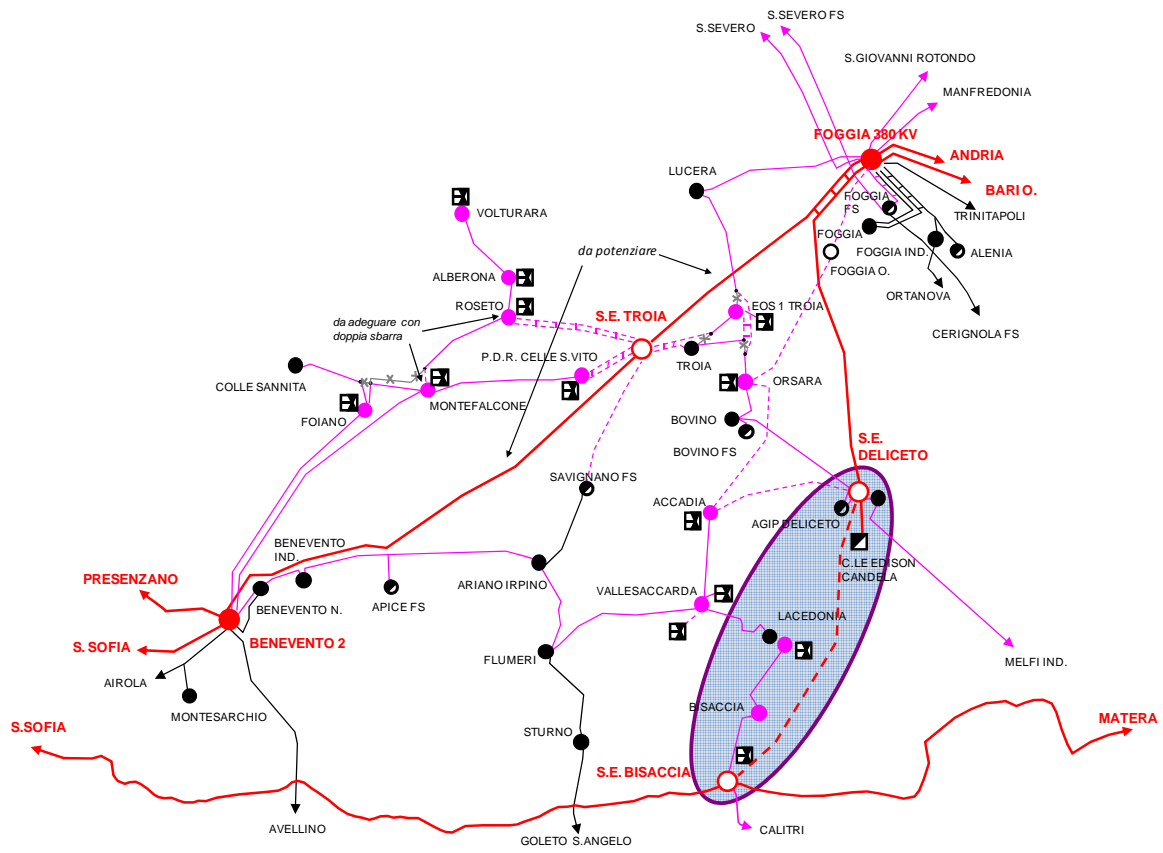 S.SEVERO FS
S.SEVERO
S.GIOVANNI ROTONDO
MANFREDONIA
FOGGIA 380 KV
ANDRIA
LUCERA
BARI O.
FOGGIA
FS
TRINITAPOLI
VOLTURARA
FOGGIA
FOGGIA IND.
ALENIA
da potenziare
FOGGIA O.
ALBERONA
ORTANOVA
ROSETO
EOS 1 TROIA
S.E. TROIA
CERIGNOLA FS
da adeguare con
doppia sbarra
P.D.R. CELLE S.VITO
TROIA
COLLE SANNITA
ORSARA
MONTEFALCONE
FOIANO
BOVINO
BOVINO FS
S.E.
DELICETO
SAVIGNANO FS
ACCADIA
AGIP DELICETO
BENEVENTO
IND.
C.LE EDISON
CANDELA
PRESENZANO
ARIANO IRPINO
VALLESACCARDA
BENEVENTO N.
APICE FS
LACEDONIA
S. SOFIA
BENEVENTO 2
FLUMERI
MELFI IND.
AIROLA
BISACCIA
MONTESARCHIO
MATERA
S.SOFIA
STURNO
S.E. BISACCIA
AVELLINO
CALITRI
GOLETO S.ANGELO